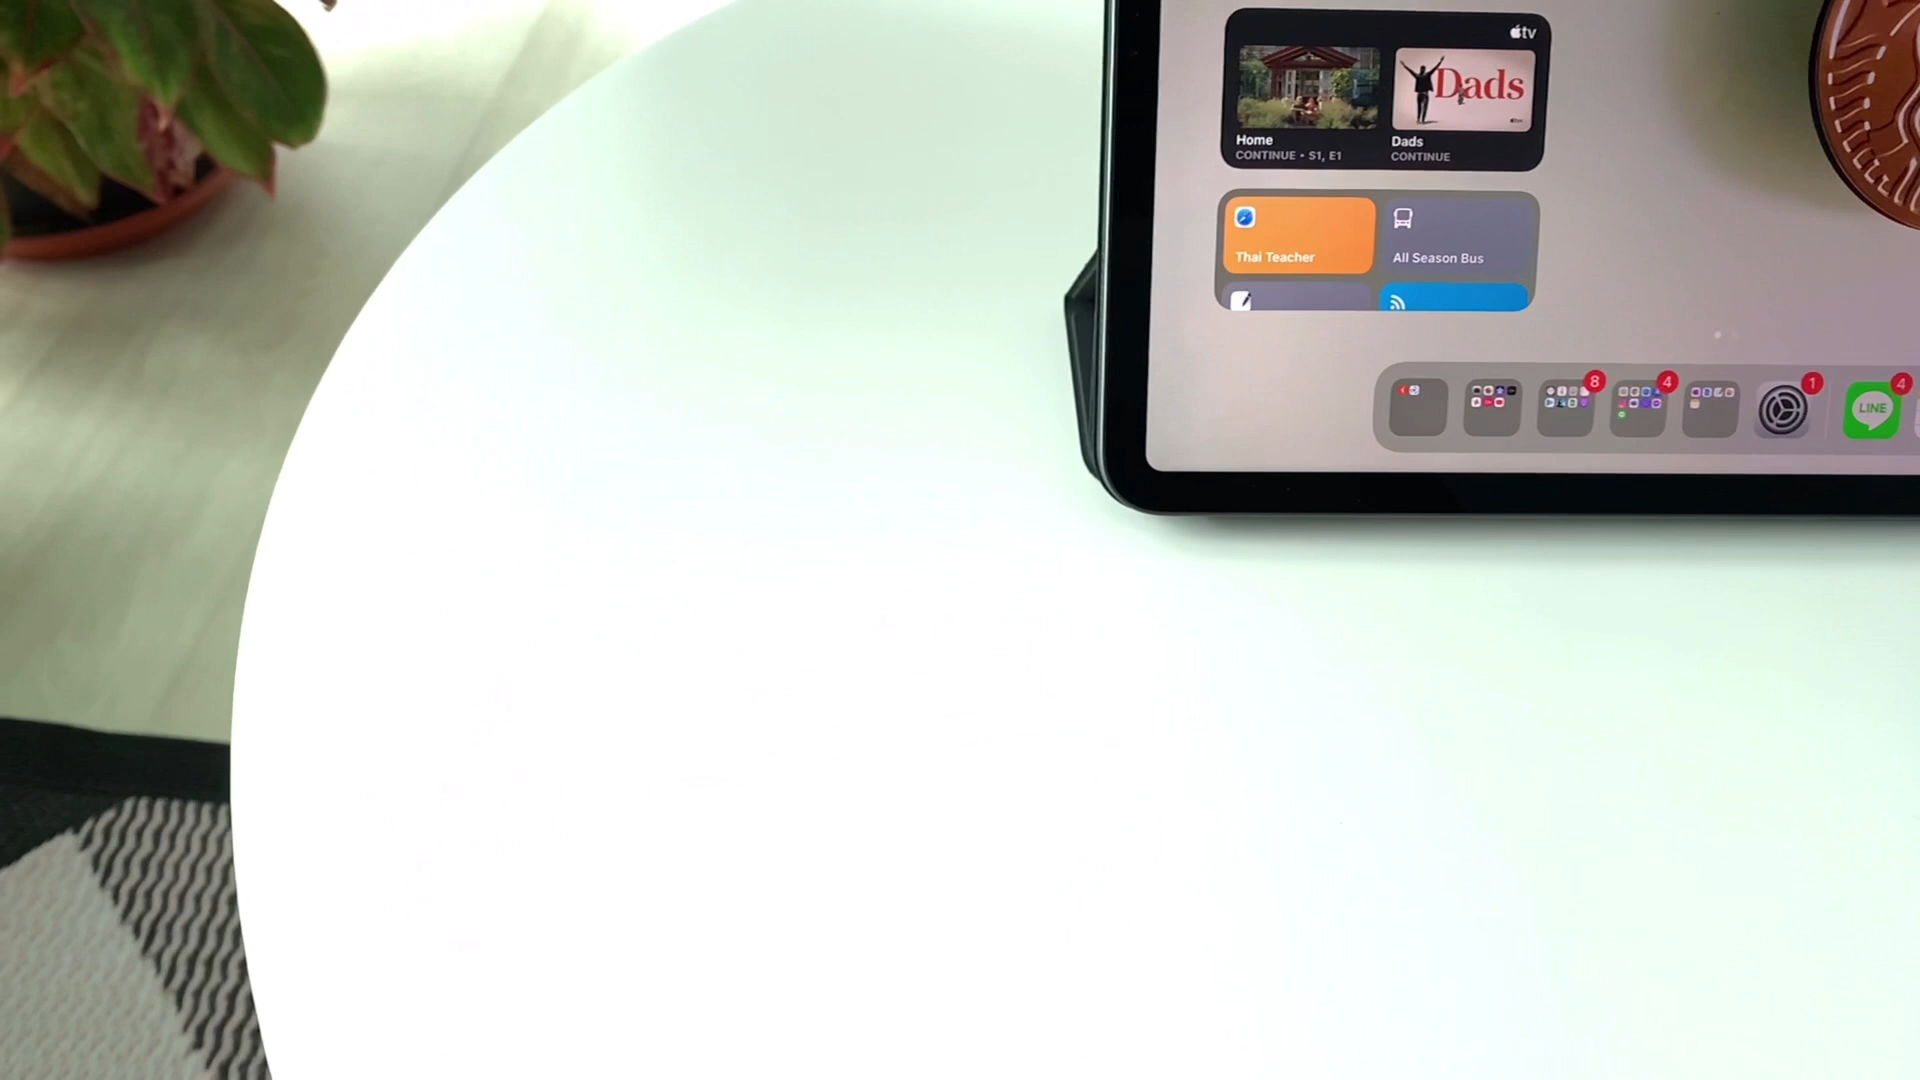 tv
Dads
Home
CONTINUE • S1, E1
Dads
CONTINUE
Thai Teacher
All Season Bus
8
4
1
4
LINE